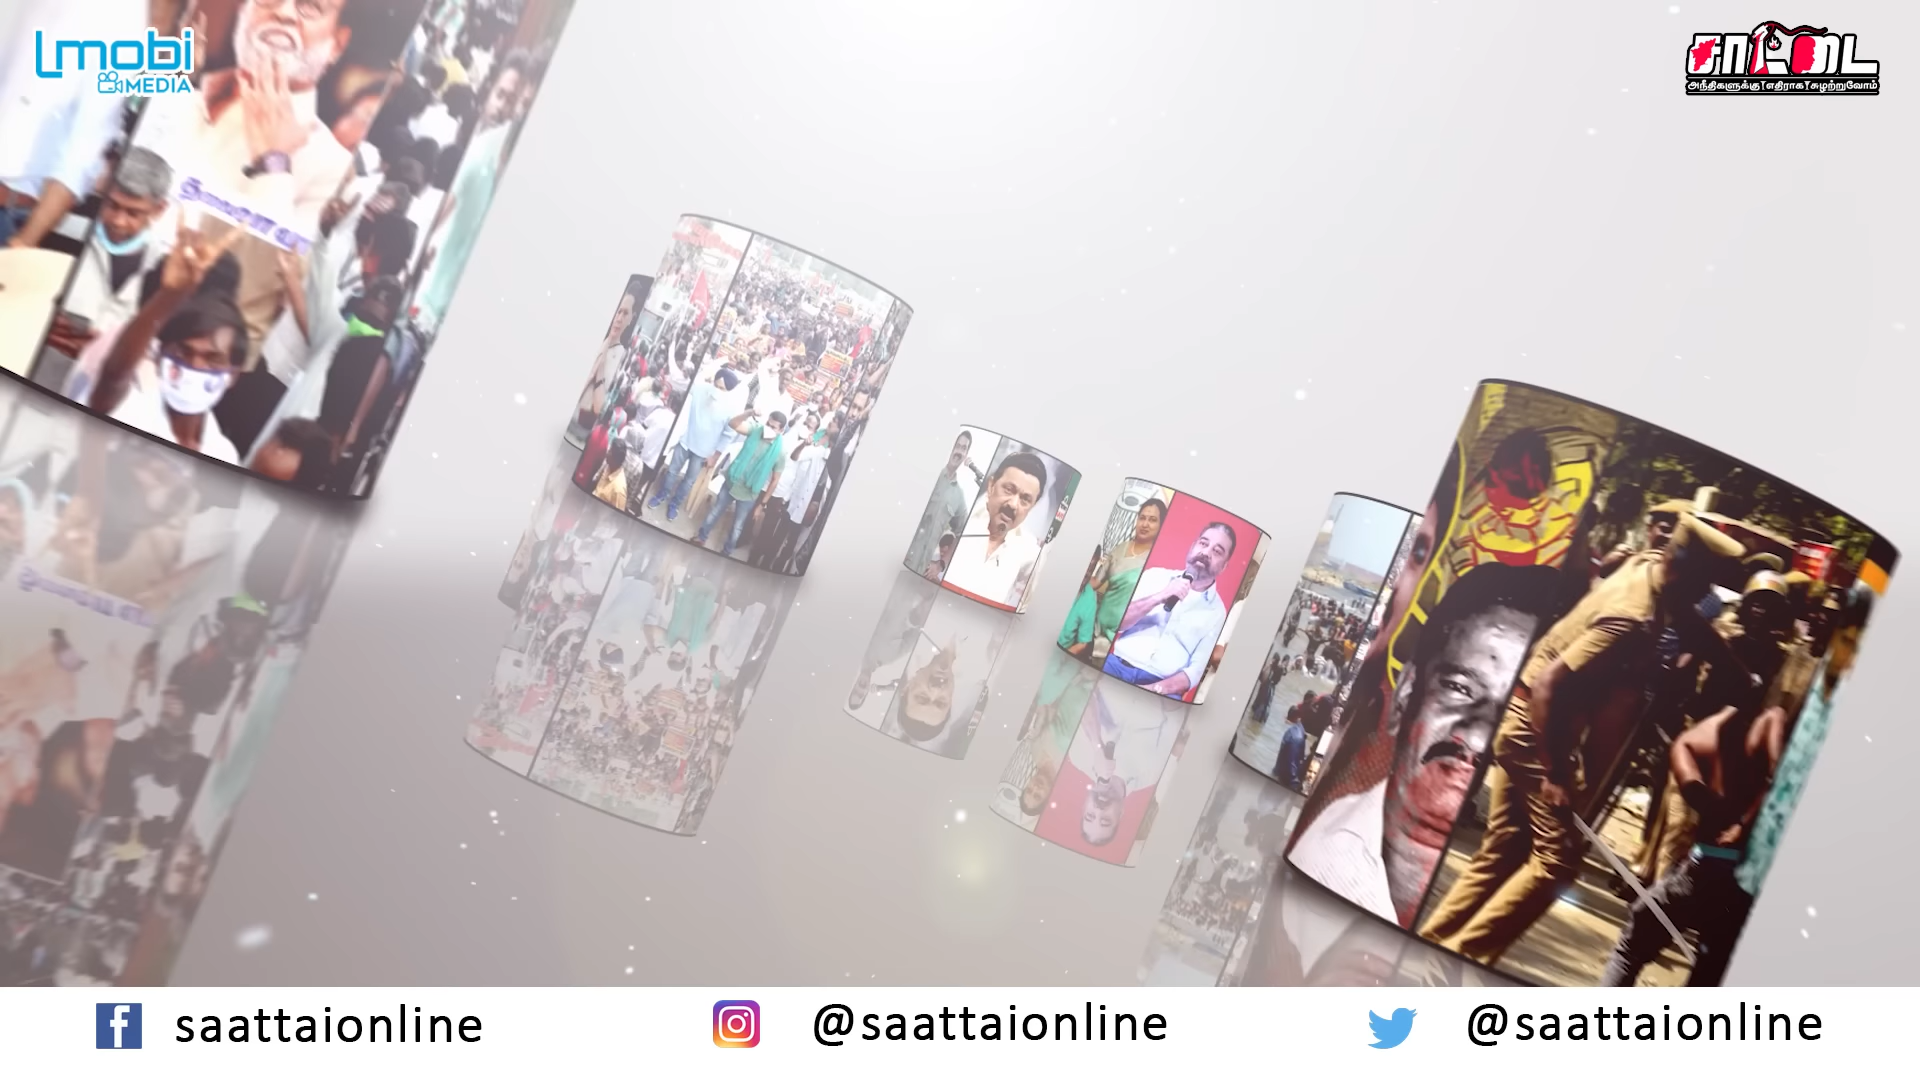 Lmobi
MEDIA
சாட்டை
அநீதிகளுக்கு எதிராக சுழற்றுவோம்
saattaionline
@saattaionline
@saattaionline